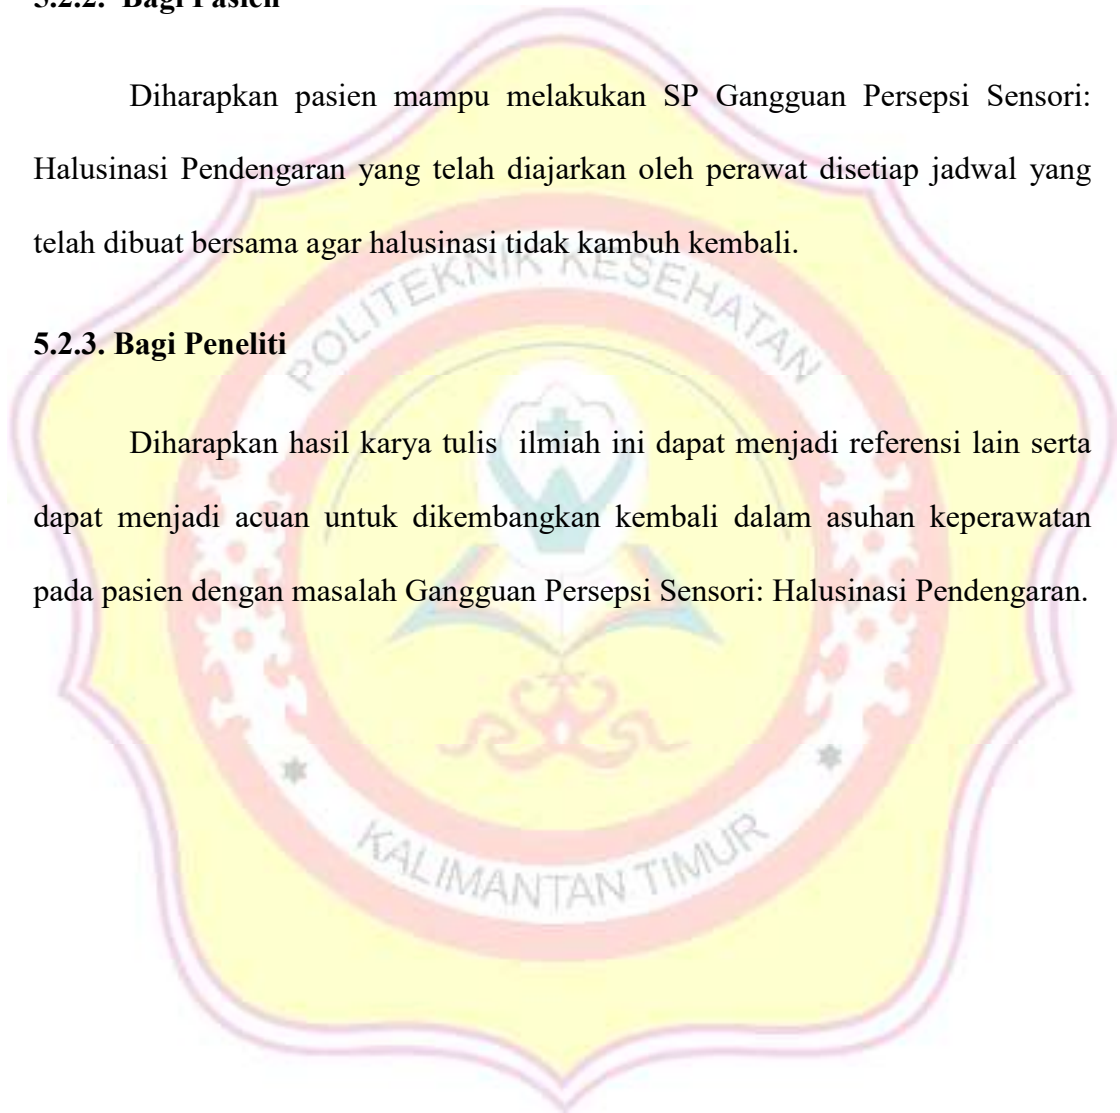 5.2.2. Bagi Pasien
Diharapkan pasien mampu melakukan SP Gangguan Persepsi Sensori:
Halusinasi Pendengaran yang telah diajarkan oleh perawat disetiap jadwal yang
telah dibuat bersama agar halusinasi tidak kambuh kembali.
POLITEKNIK KESEHATAN
5.2.3. Bagi Peneliti
Diharapkan hasil karya tulis ilmiah ini dapat menjadi referensi lain serta
dapat menjadi acuan untuk dikembangkan kembali dalam asuhan keperawatan
pada pasien dengan masalah Gangguan Persepsi Sensori: Halusinasi Pendengaran.
KALIMANTAN TIMUR